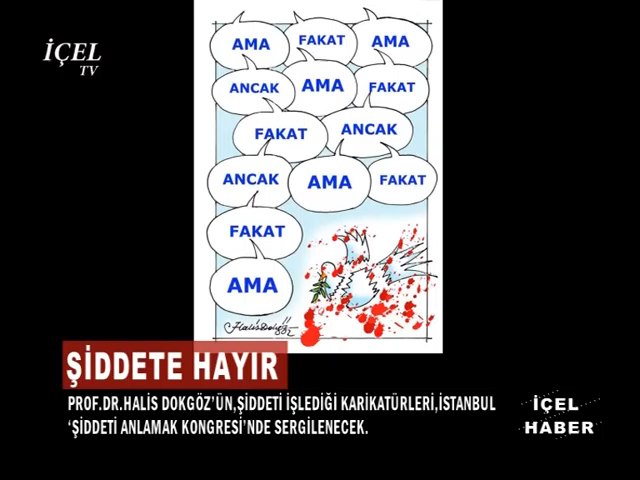 İÇEL
TV
AMA
FAKAT
AMA
ANCAK
AMA
FAKAT
FAKAT
ANCAK
ANCAK
AMA
FAKAT
FAKAT
AMA
Halis Dokgöz
ŞİDDETE HAYIR
PROF.DR.HALİS DOKGÖZ'ÜN,ŞİDDETİ İŞLEDİĞİ KARİKATÜRLERİ,İSTANBUL
'ŞİDDETİ ANLAMAK KONGRESİ'NDE SERGİLENECEK.
İÇEL
HABER